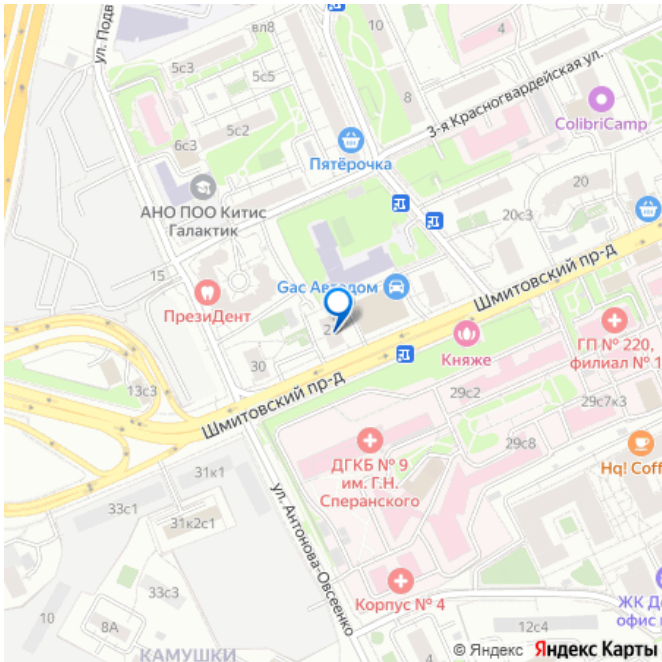 ул. Подв
вл8
5с3
10
4
5с5
8
3-я Красногвардейская ул.
ColibriCamp
5с2
6с3
Пятёрочка
АНО ПОО Китис
Галактик
20
20с3
15
Gac Автодом
ПрезиДент
Шмитовский пр-д
ГП № 220,
филиал № 1
Княже
30
Шмитовский пр-д
13с3
29с2
29с7к3
29с8
ДГКБ № 9
им. Г.Н.
Сперанского
Hq! Coff
31к1
33с1
31к2с1
ул. Антонова-Овсеенко
33с3
Корпус № 4
10
8А
КАМУШКИ
12с4
ЖК Д
офис
© Яндекс Яндекс Карты